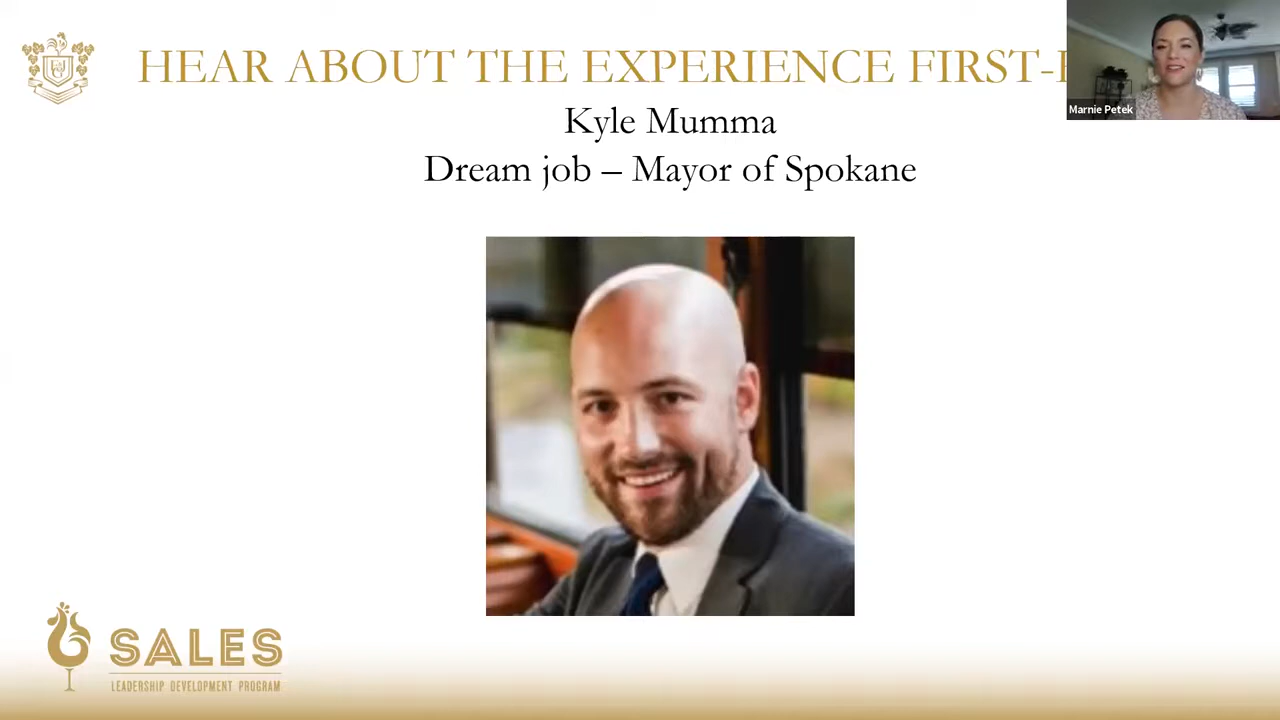 HEAR ABOUT THE EXPERIENCE FIRST-
Kyle Mumma
Dream job – Mayor of Spokane
Marnie Petek
SALES
LEADERSHIP DEVELOPMENT PROGRAM